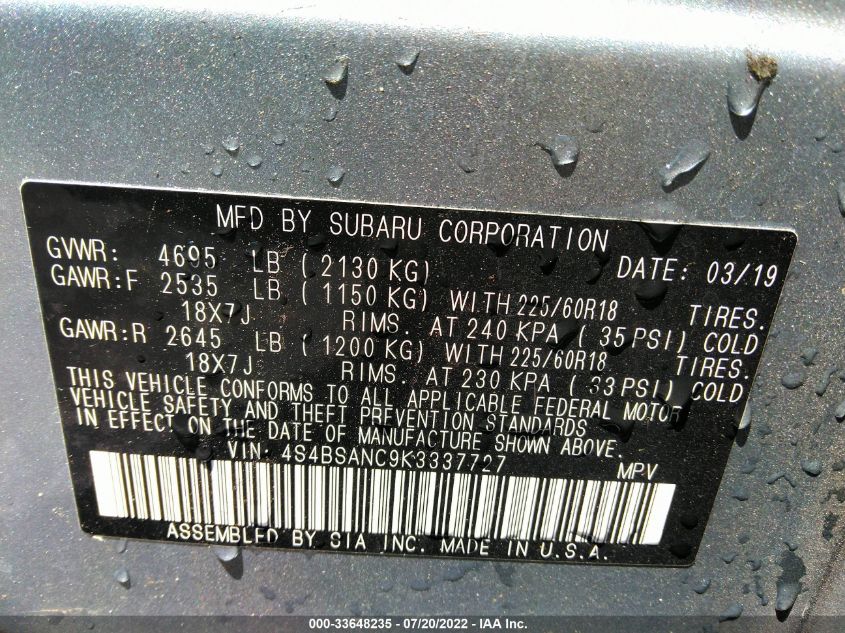 MFD BY SUBARU CORPORATION
GVWR: 4695 LB ( 2130 KG) DATE: 03/19
GAWR:F 2535 LB ( 1150 KG) WITH 225/60R18 TIRES.
18X7J RIMS. AT 240 KPA ( 35 PSI) COLD
GAWR:R 2645 LB ( 1200 KG) WITH 225/60R18 TIRES.
18X7J RIMS. AT 230 KPA ( 33 PSI) COLD
THIS VEHICLE CONFORMS TO ALL APPLICABLE FEDERAL MOTOR
VEHICLE SAFETY AND THEFT PREVENTION STANDARDS
IN EFFECT ON THE DATE OF MANUFACTURE SHOWN ABOVE.
VIN. 4S4BSANC9K3337727 MPV
ASSEMBLED BY SIA INC. MADE IN U.S.A.
000-33648235 - 07/20/2022 - IAA Inc.